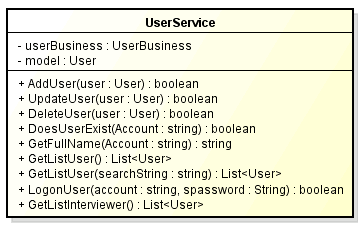 UserService
- userBusiness : UserBusiness
- model : User
+ AddUser(user : User) : boolean
+ UpdateUser(user : User) : boolean
+ DeleteUser(user : User) : boolean
+ DoesUserExist(Account : string) : boolean
+ GetFullName(Account : string) : string
+ GetListUser() : List<User>
+ GetListUser(searchString : string) : List<User>
+ LogonUser(account : string, spassword : String) : boolean
+ GetListInterviewer() : List<User>